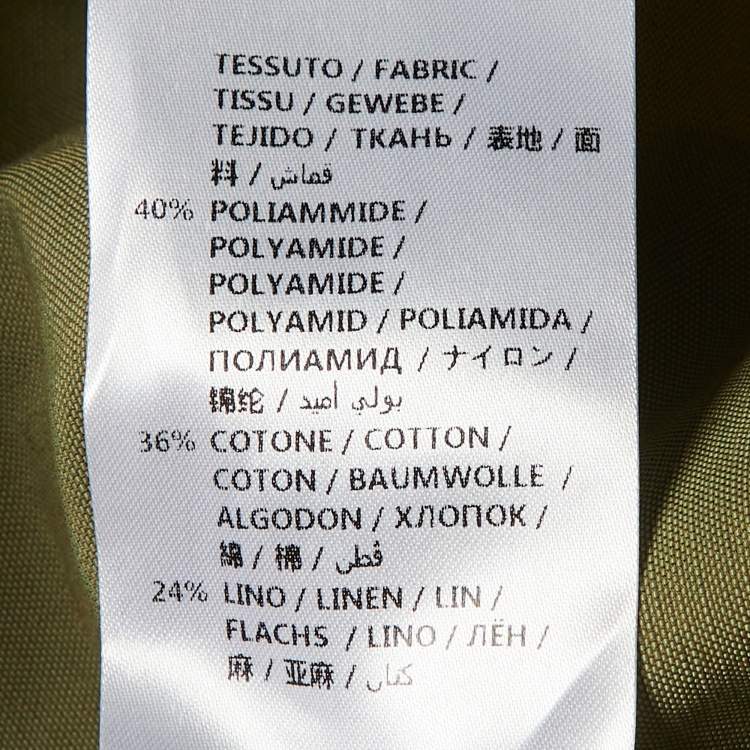 TESSUTO / FABRIC /
TISSU / GEWEBE /
TEJIDO / ТКАНЬ / 表地 / 面
料 / قماش
40% POLIAMMIDE /
POLYAMIDE /
POLYAMIDE /
POLYAMID / POLIAMIDA /
ПОЛИАМИД / ナイロン /
锦纶 / بولي أميد
36% COTONE / COTTON /
COTON / BAUMWOLLE /
ALGODON / ХЛОПОК /
綿 / 棉 / قطن
24% LINO / LINEN / LIN /
FLACHS / LINO / ЛЁН /
麻 / 亚麻 / كتان